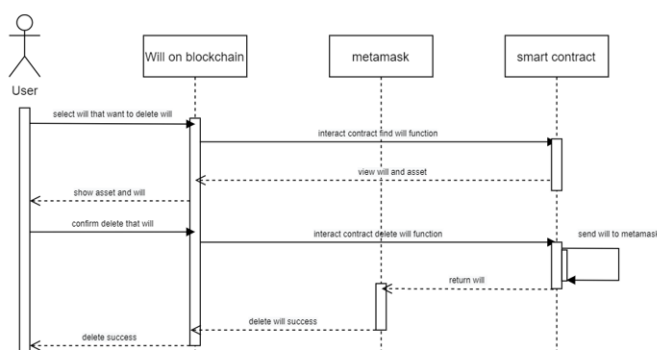 Will on blockchain
metamask
smart contract
User
select will that want to delete will
interact contract find will function
view will and asset
show asset and will
confirm delete that will
interact contract delete will function
send will to metamask
return will
delete will success
delete success